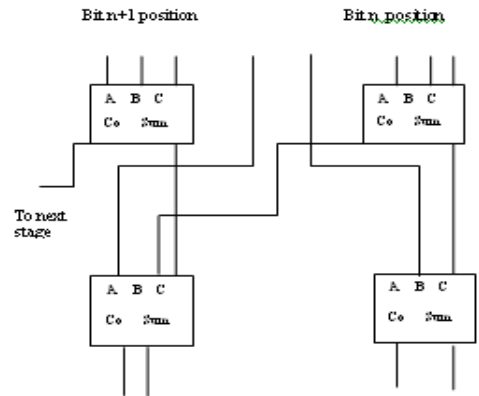 Bit n+1 position
Bit n position
A B C
Co Sum
A B C
Co Sum
To next
stage
A B C
Co Sum
A B C
Co Sum